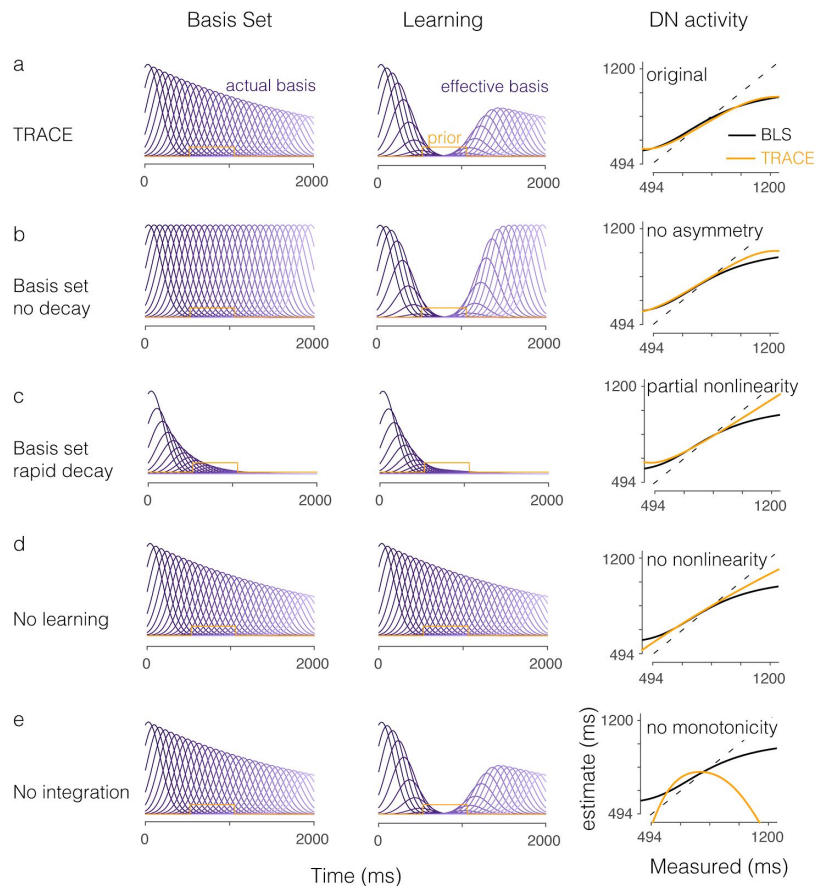 Basis Set Learning DN activity
a
TRACE
actual basis
0 2000
effective basis
prior
0 2000
original
1200
494
BLS
TRACE
494 1200
b
Basis set
no decay
0 2000
0 2000
no asymmetry
1200
494
494 1200
c
Basis set
rapid decay
0 2000
0 2000
partial nonlinearity
1200
494
494 1200
d
No learning
0 2000
0 2000
no nonlinearity
1200
494
494 1200
e
No integration
0 2000
0 2000
no monotonicity
1200
494
estimate (ms)
494 1200
Time (ms)
Measured (ms)